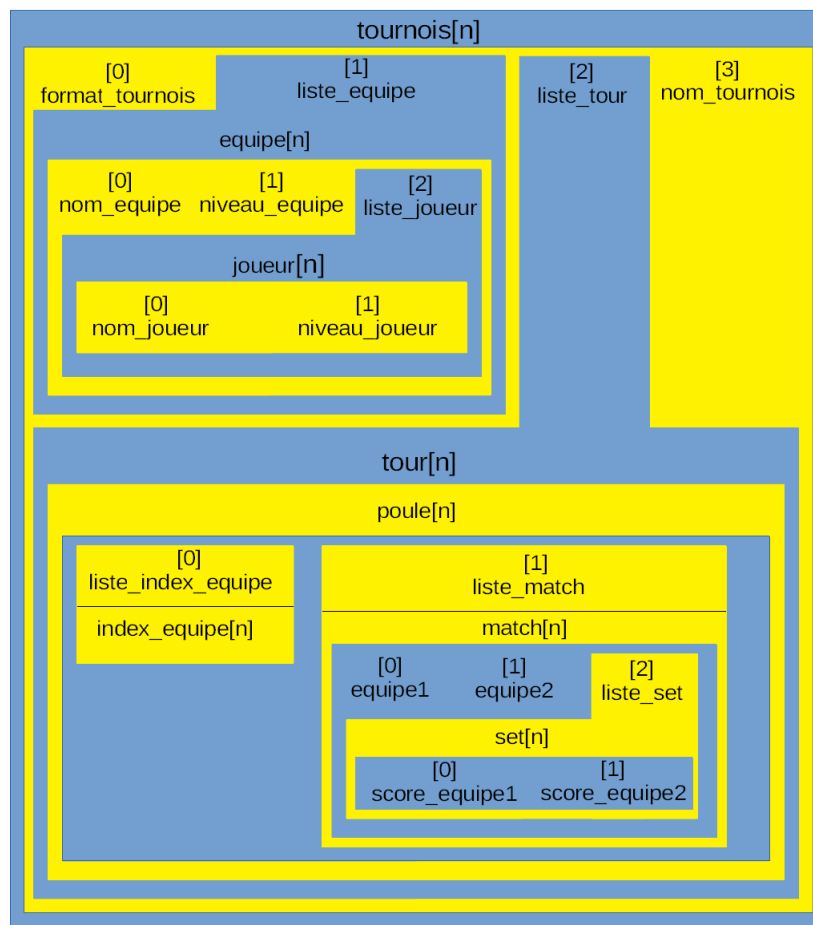 tournois[n]
[0]
format_tournois
[1]
liste_equipe
[2]
liste_tour
[3]
nom_tournois
equipe[n]
[0]
nom_equipe
[1]
niveau_equipe
[2]
liste_joueur
joueur[n]
[0]
nom_joueur
[1]
niveau_joueur
tour[n]
poule[n]
[0]
liste_index_equipe
index_equipe[n]
[1]
liste_match
match[n]
[0]
equipe1
[1]
equipe2
[2]
liste_set
set[n]
[0]
score_equipe1
[1]
score_equipe2